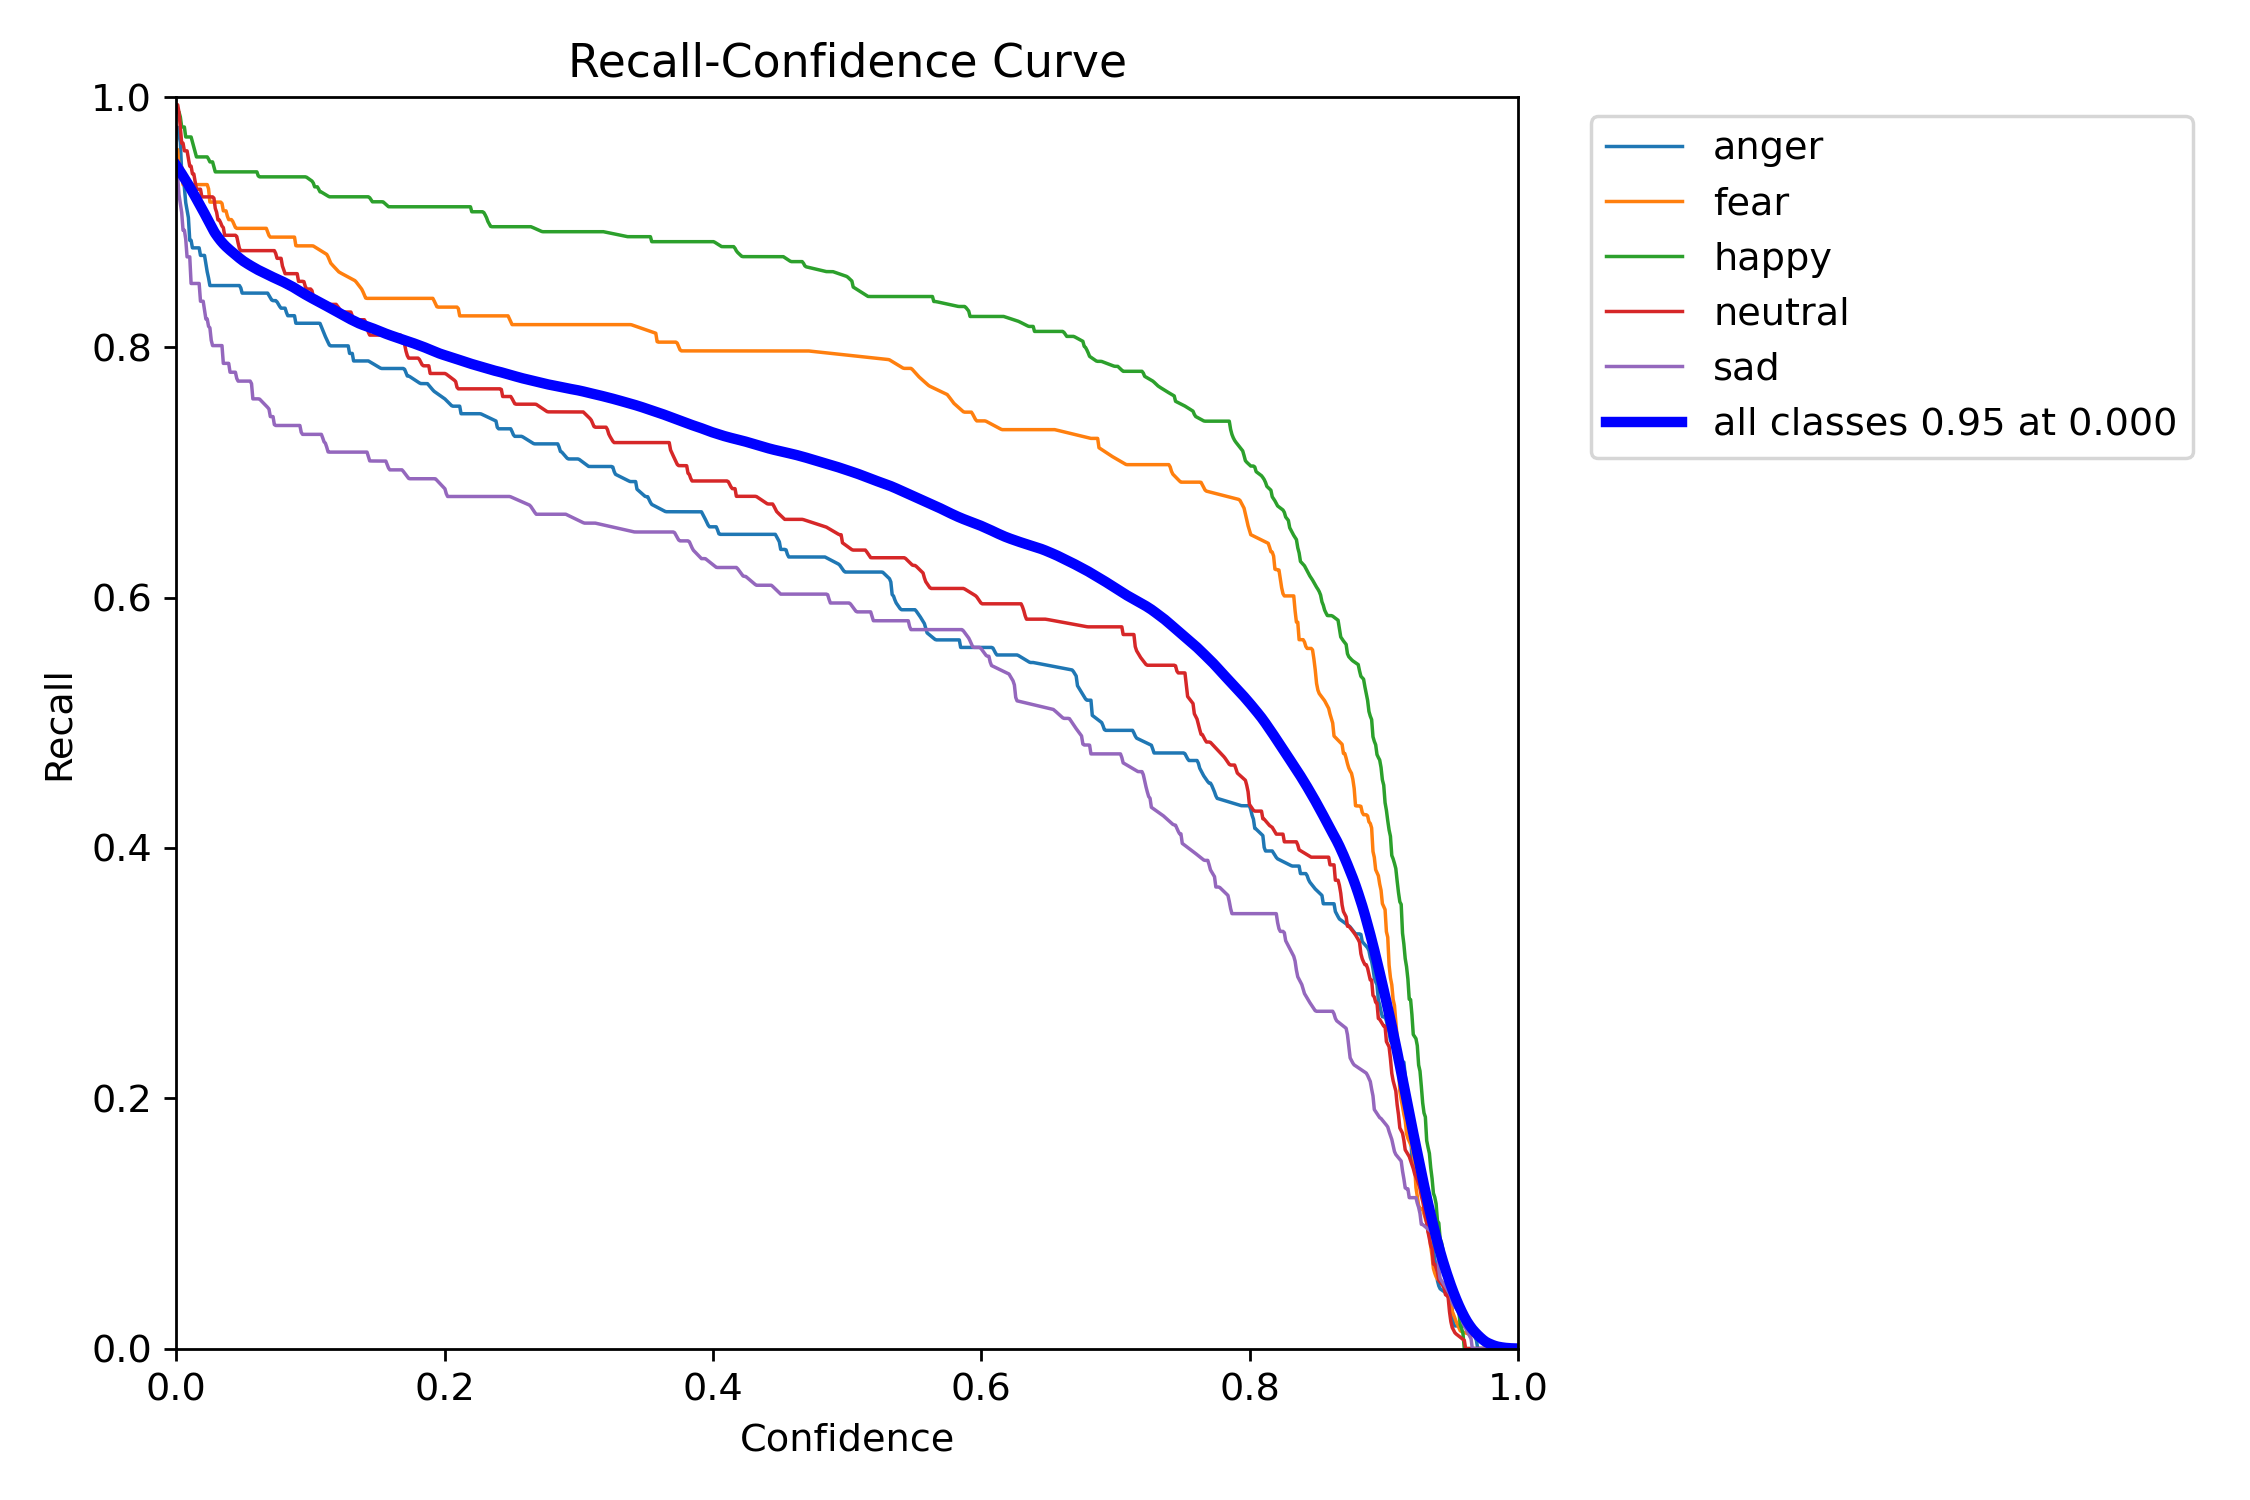 Recall-Confidence Curve
1.0
0.8
0.6
0.4
0.2
0.0
Recall
0.0 0.2 0.4 0.6 0.8 1.0
Confidence
anger
fear
happy
neutral
sad
all classes 0.95 at 0.000